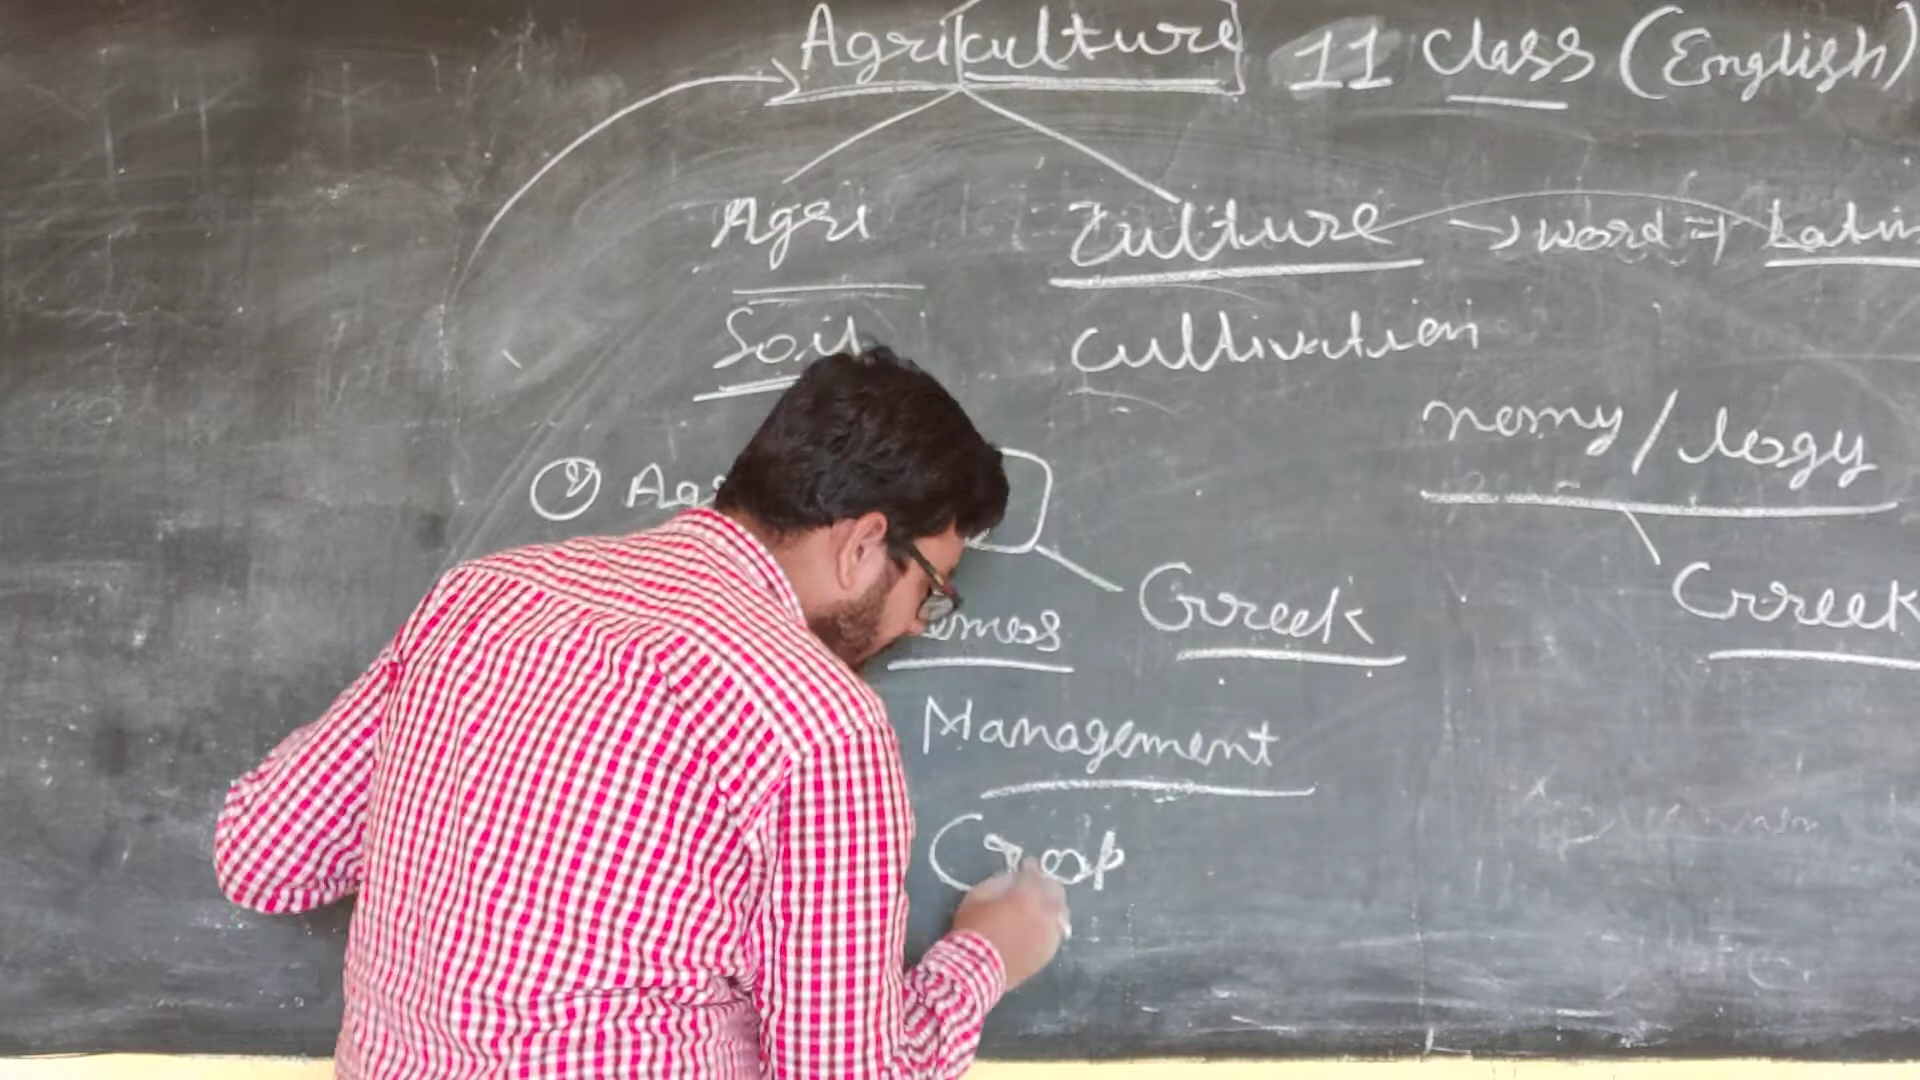 Agriculture 11 Class (English)
Agri Culture → word ⇒ Latin
Soil cultivation
nomy / logy
Greek Greek
Management
Crop